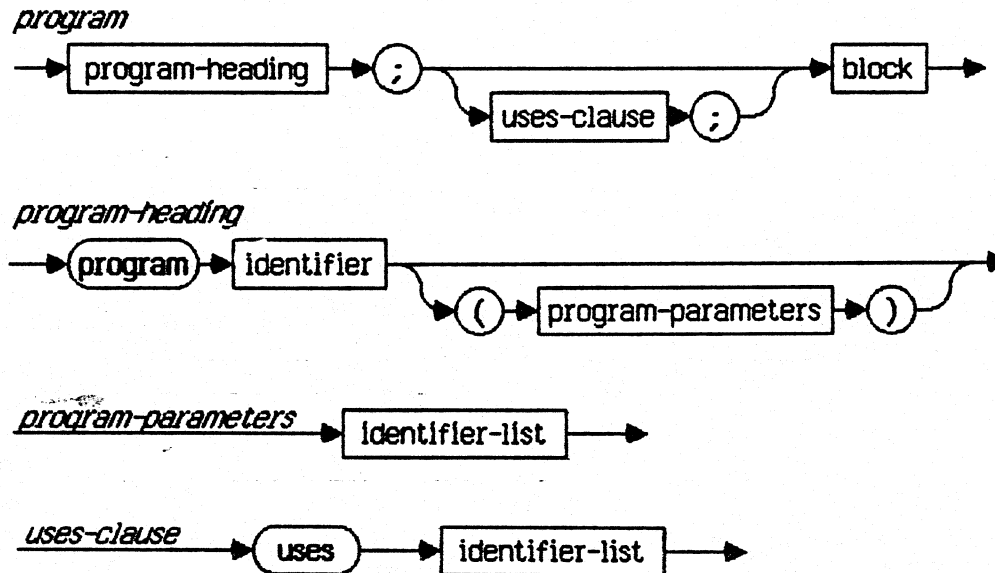 program
program-heading ; block
uses-clause ;
program-heading
program identifier
( program-parameters )
program-parameters identifier-list
uses-clause uses identifier-list